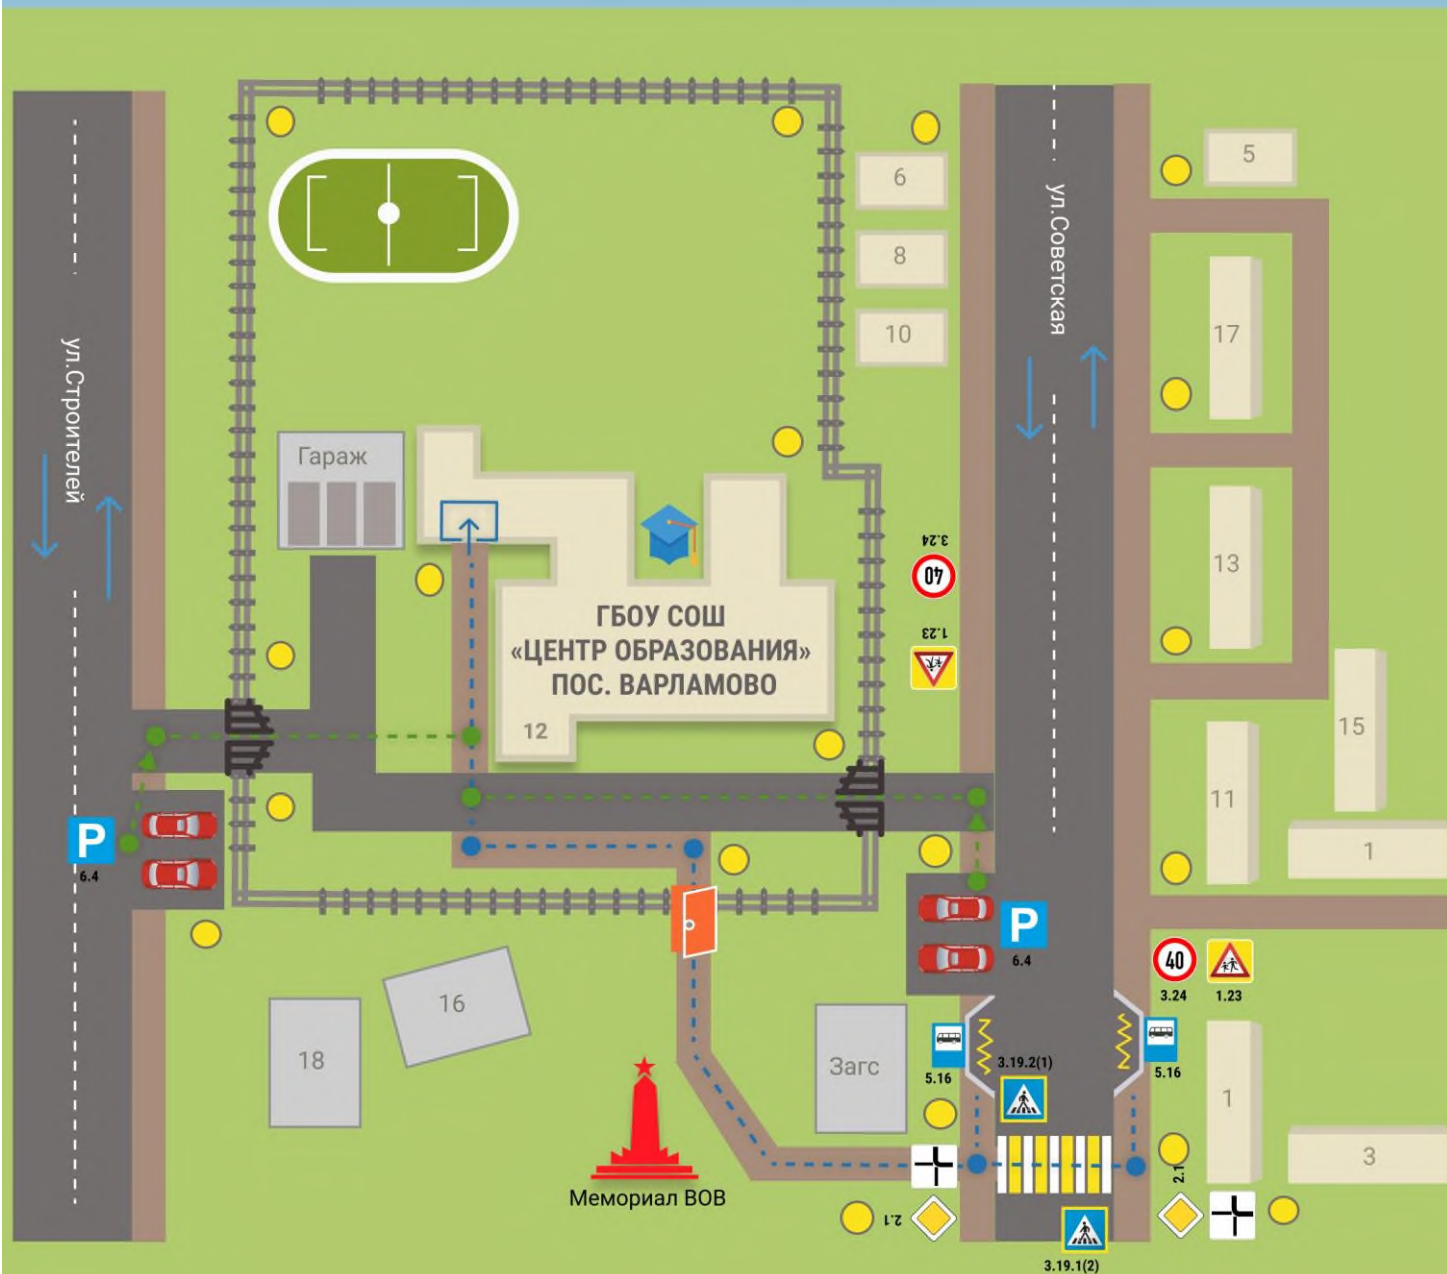 5
6
ул.Советская
8
17
10
ул.Строителей
Гараж
3.24
40
13
ГБОУ СОШ
«ЦЕНТР ОБРАЗОВАНИЯ»
ПОС. ВАРЛАМОВО
1.23
12
15
11
P
6.4
1
P
6.4
40
3.24
1.23
16
18
Загс
5.16
3.19.2(1)
5.16
1
Мемориал ВОВ
3
2.1
2.1
3.19.1(2)